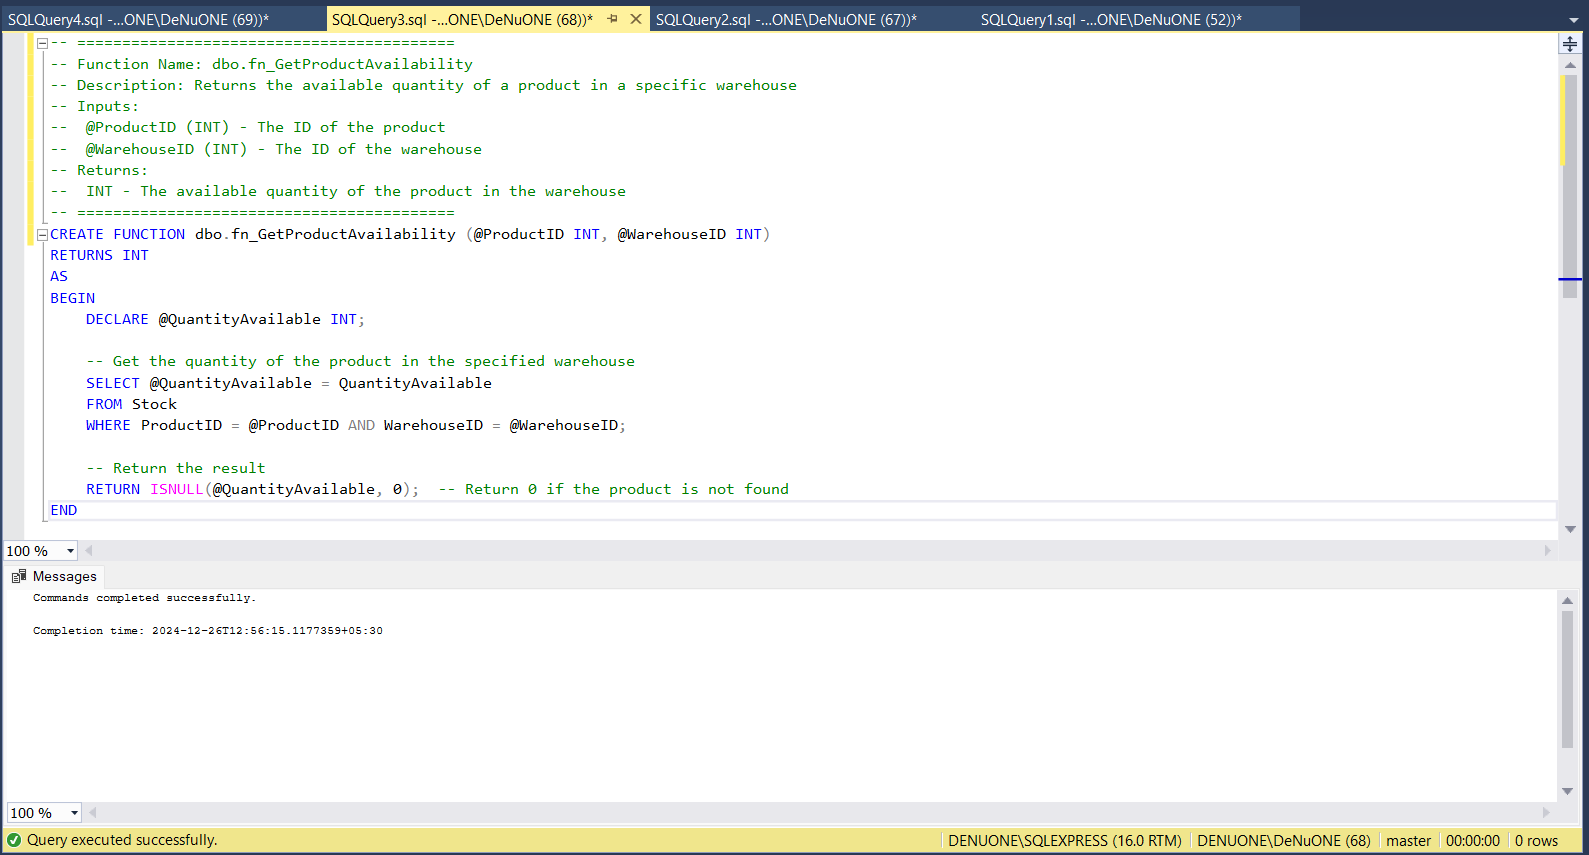 SQLQuery4.sql -...ONE\DeNuONE (69))* SQLQuery3.sql -...ONE\DeNuONE (68))* SQLQuery2.sql -...ONE\DeNuONE (67))* SQLQuery1.sql -...ONE\DeNuONE (52))*
-- ==========================================
-- Function Name: dbo.fn_GetProductAvailability
-- Description: Returns the available quantity of a product in a specific warehouse
-- Inputs:
--  @ProductID (INT) - The ID of the product
--  @WarehouseID (INT) - The ID of the warehouse
-- Returns:
--  INT - The available quantity of the product in the warehouse
-- ==========================================
CREATE FUNCTION dbo.fn_GetProductAvailability (@ProductID INT, @WarehouseID INT)
RETURNS INT
AS
BEGIN
    DECLARE @QuantityAvailable INT;
    -- Get the quantity of the product in the specified warehouse
    SELECT @QuantityAvailable = QuantityAvailable
    FROM Stock
    WHERE ProductID = @ProductID AND WarehouseID = @WarehouseID;
    -- Return the result
    RETURN ISNULL(@QuantityAvailable, 0);  -- Return 0 if the product is not found
END
100 %
Messages
Commands completed successfully.
Completion time: 2024-12-26T12:56:15.1177359+05:30
100 %
Query executed successfully. DENUONE\SQLEXPRESS (16.0 RTM) DENUONE\DeNuONE (68) master 00:00:00 0 rows